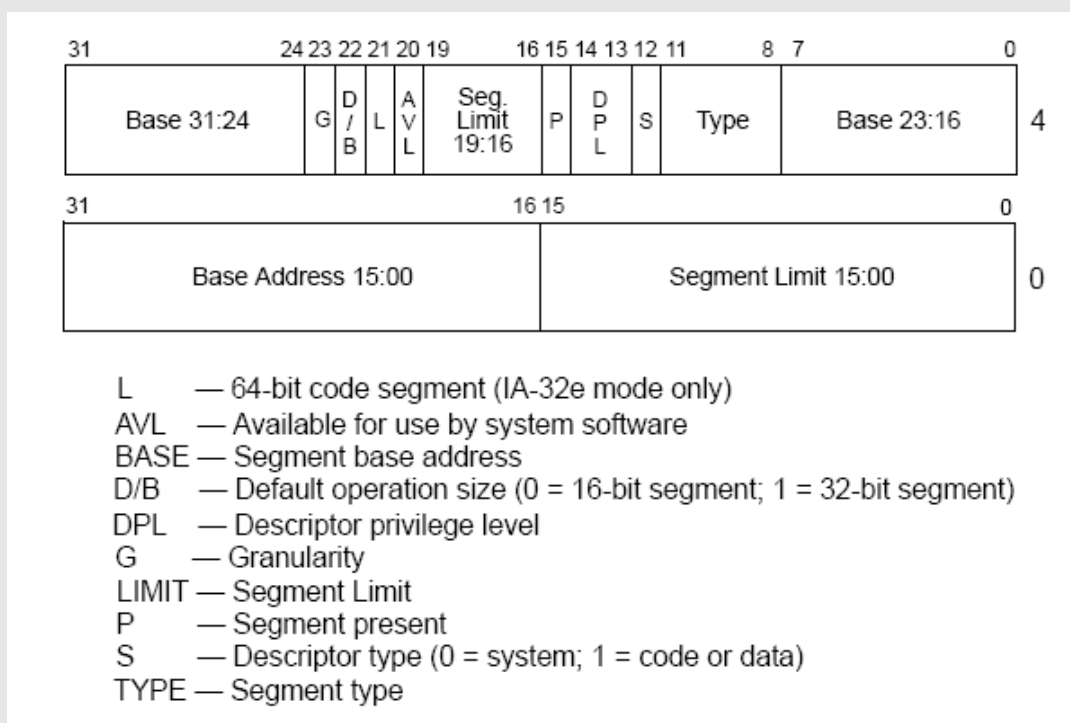 31 24 23 22 21 20 19 16 15 14 13 12 11 8 7 0
Base 31:24 G D/B L AVL Seg. Limit 19:16 P DPL S Type Base 23:16 4
31 16 15 0
Base Address 15:00 Segment Limit 15:00 0
L — 64-bit code segment (IA-32e mode only)
AVL — Available for use by system software
BASE — Segment base address
D/B — Default operation size (0 = 16-bit segment; 1 = 32-bit segment)
DPL — Descriptor privilege level
G — Granularity
LIMIT — Segment Limit
P — Segment present
S — Descriptor type (0 = system; 1 = code or data)
TYPE — Segment type